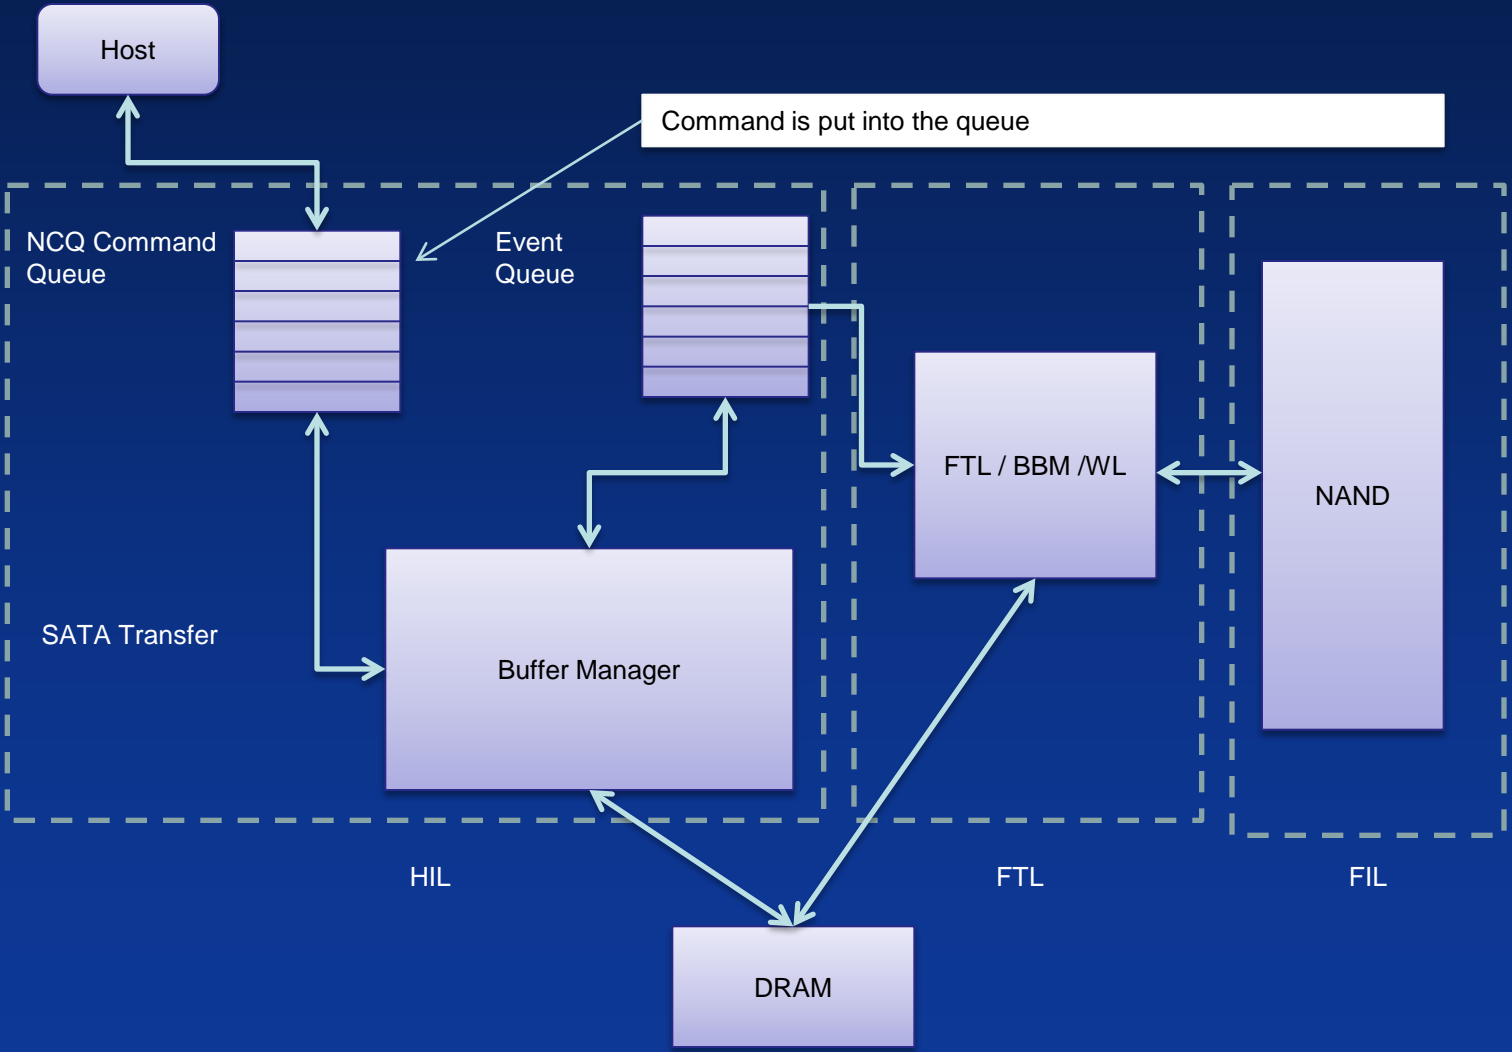 Host
Command is put into the queue
NCQ Command
Queue
Event
Queue
FTL / BBM /WL
NAND
SATA Transfer
Buffer Manager
HIL
FTL
FIL
DRAM